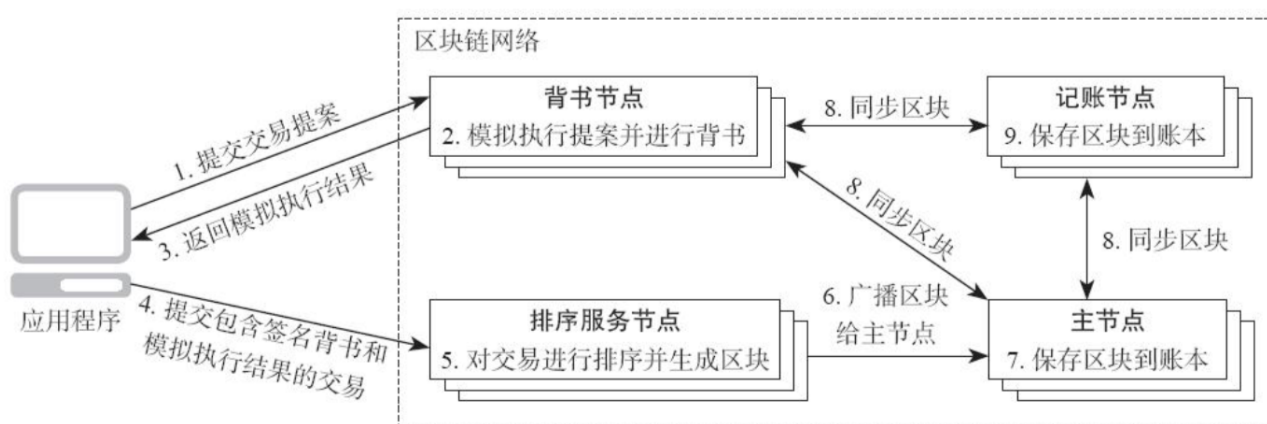 区块链网络
背书节点
2. 模拟执行提案并进行背书
8. 同步区块
记账节点
9. 保存区块到账本
1. 提交交易提案
3. 返回模拟执行结果
8. 同步区块
8. 同步区块
应用程序
4. 提交包含签名背书和
模拟执行结果的交易
排序服务节点
5. 对交易进行排序并生成区块
6. 广播区块
给主节点
主节点
7. 保存区块到账本